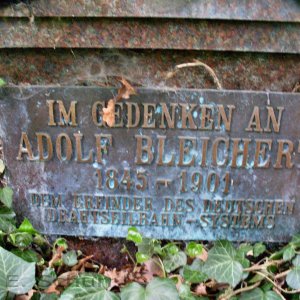 IM GEDENKEN AN
ADOLF BLEICHERT
1845 – 1901
DEM ERFINDER DES DEUTSCHEN
DRAHTSEILBAHN–SYSTEMS